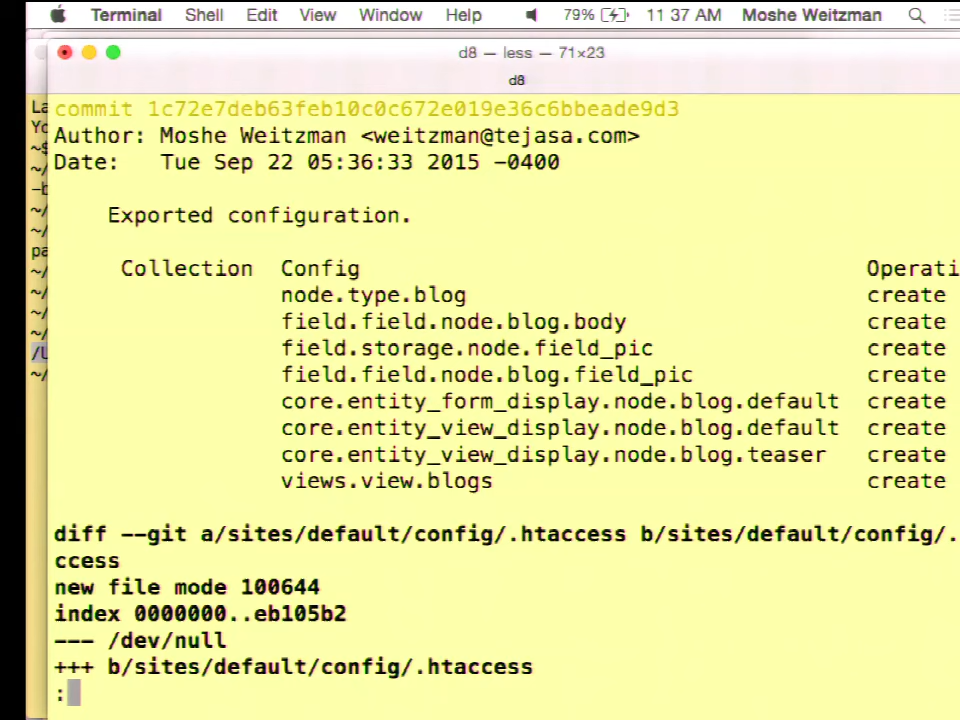 Terminal Shell Edit View Window Help 79% 11 37 AM Moshe Weitzman
d8 — less — 71×23
d8
commit 1c72e7deb63feb10c0c672e019e36c6bbeade9d3
Author: Moshe Weitzman <weitzman@tejasa.com>
Date: Tue Sep 22 05:36:33 2015 -0400
Exported configuration.
Collection Config Operati
node.type.blog create
field.field.node.blog.body create
field.storage.node.field_pic create
field.field.node.blog.field_pic create
core.entity_form_display.node.blog.default create
core.entity_view_display.node.blog.default create
core.entity_view_display.node.blog.teaser create
views.view.blogs create
diff --git a/sites/default/config/.htaccess b/sites/default/config/.
ccess
new file mode 100644
index 0000000..eb105b2
--- /dev/null
+++ b/sites/default/config/.htaccess
: